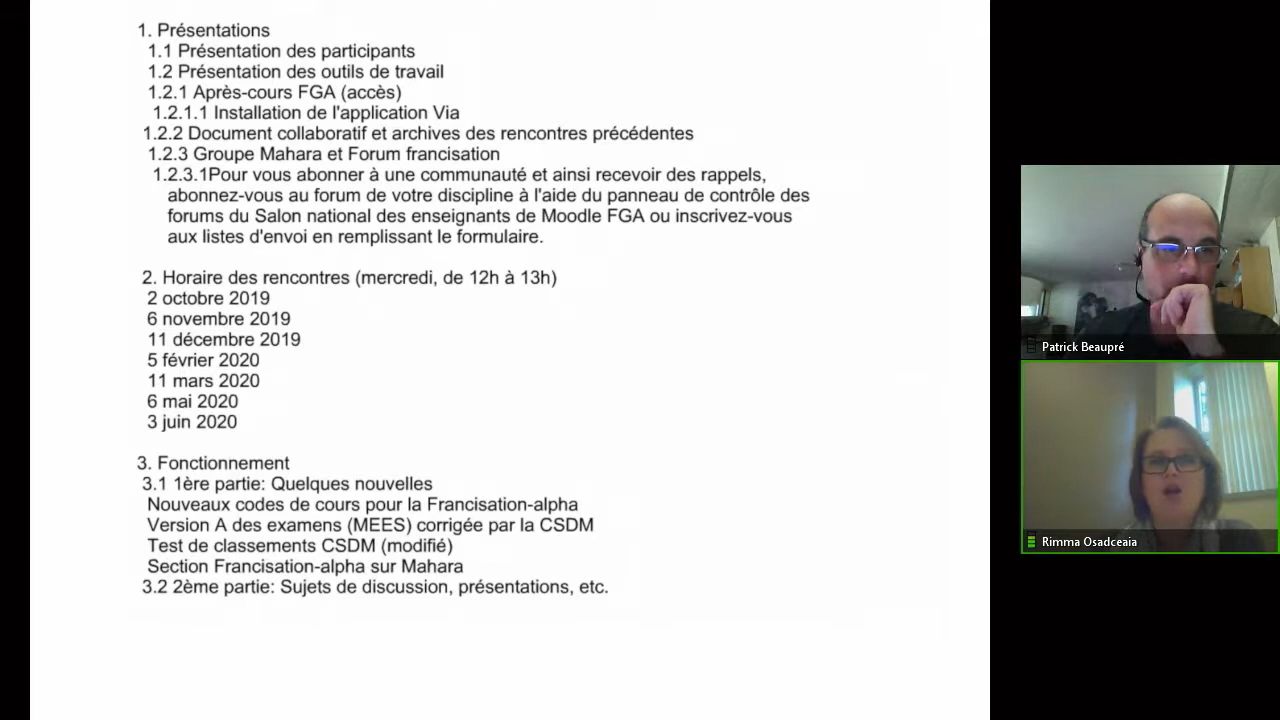 1. Présentations
1.1 Présentation des participants
1.2 Présentation des outils de travail
1.2.1 Après-cours FGA (accès)
1.2.1.1 Installation de l'application Via
1.2.2 Document collaboratif et archives des rencontres précédentes
1.2.3 Groupe Mahara et Forum francisation
1.2.3.1Pour vous abonner à une communauté et ainsi recevoir des rappels,
abonnez-vous au forum de votre discipline à l'aide du panneau de contrôle des
forums du Salon national des enseignants de Moodle FGA ou inscrivez-vous
aux listes d'envoi en remplissant le formulaire.
2. Horaire des rencontres (mercredi, de 12h à 13h)
2 octobre 2019
6 novembre 2019
11 décembre 2019
5 février 2020
11 mars 2020
6 mai 2020
3 juin 2020
3. Fonctionnement
3.1 1ère partie: Quelques nouvelles
Nouveaux codes de cours pour la Francisation-alpha
Version A des examens (MEES) corrigée par la CSDM
Test de classements CSDM (modifié)
Section Francisation-alpha sur Mahara
3.2 2ème partie: Sujets de discussion, présentations, etc.
Patrick Beaupré
Rimma Osadceaia